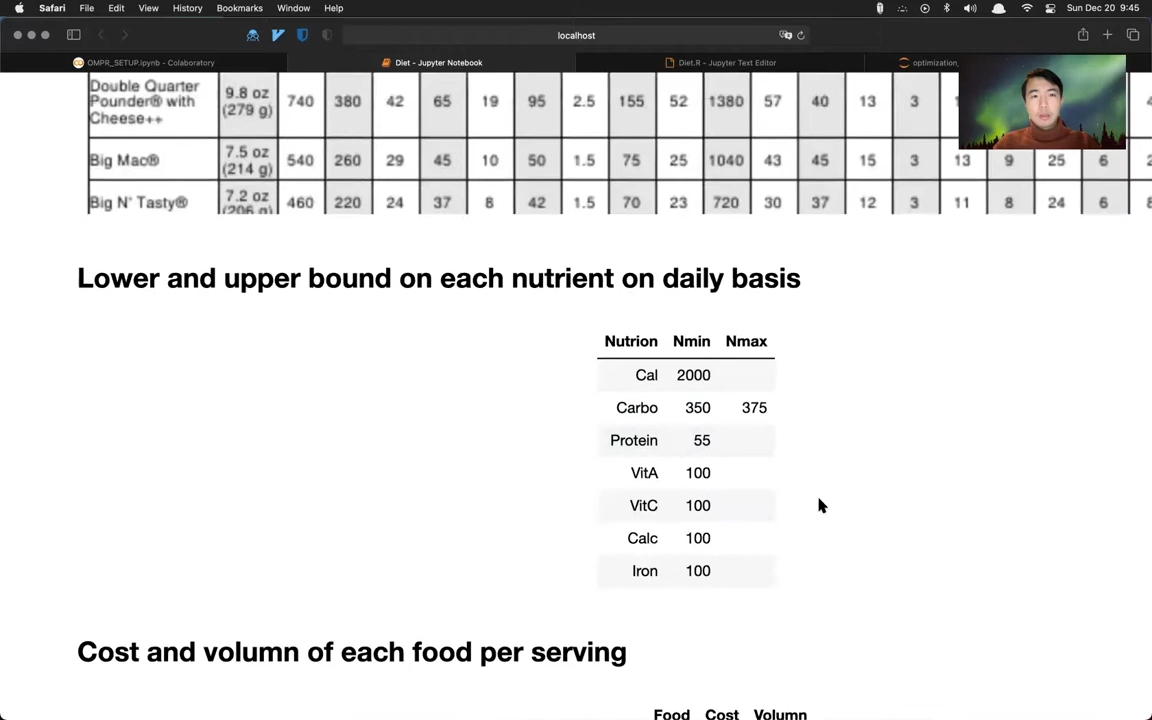 Safari File Edit View History Bookmarks Window Help Sun Dec 20 9:45
localhost
OMPR_SETUP.ipynb - Colaboratory Diet - Jupyter Notebook Diet.R - Jupyter Text Editor optimization,
Double Quarter
Pounder® with
Cheese++
9.8 oz
(279 g)
740 380 42 65 19 95 2.5 155 52 1380 57 40 13 3
Big Mac®
7.5 oz
(214 g)
540 260 29 45 10 50 1.5 75 25 1040 43 45 15 3 13 9 25 6
Big N' Tasty®
7.2 oz
(206 g)
460 220 24 37 8 42 1.5 70 23 720 30 37 12 3 11 8 24 6
Lower and upper bound on each nutrient on daily basis
Nutrion Nmin Nmax
Cal 2000
Carbo 350 375
Protein 55
VitA 100
VitC 100
Calc 100
Iron 100
Cost and volumn of each food per serving
Food Cost Volumn